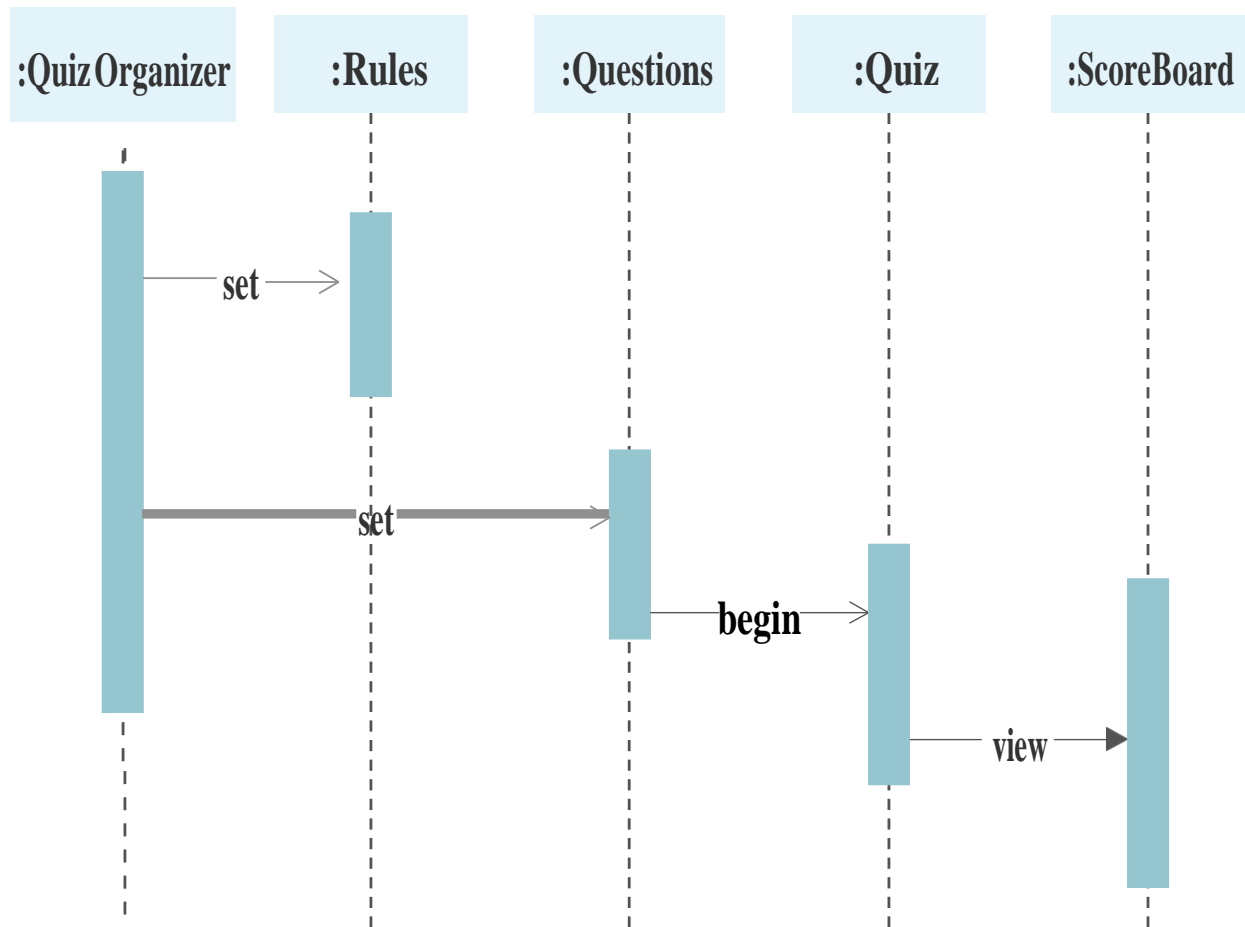 :Quiz Organizer
:Rules
:Questions
:Quiz
:ScoreBoard
set
set
begin
view